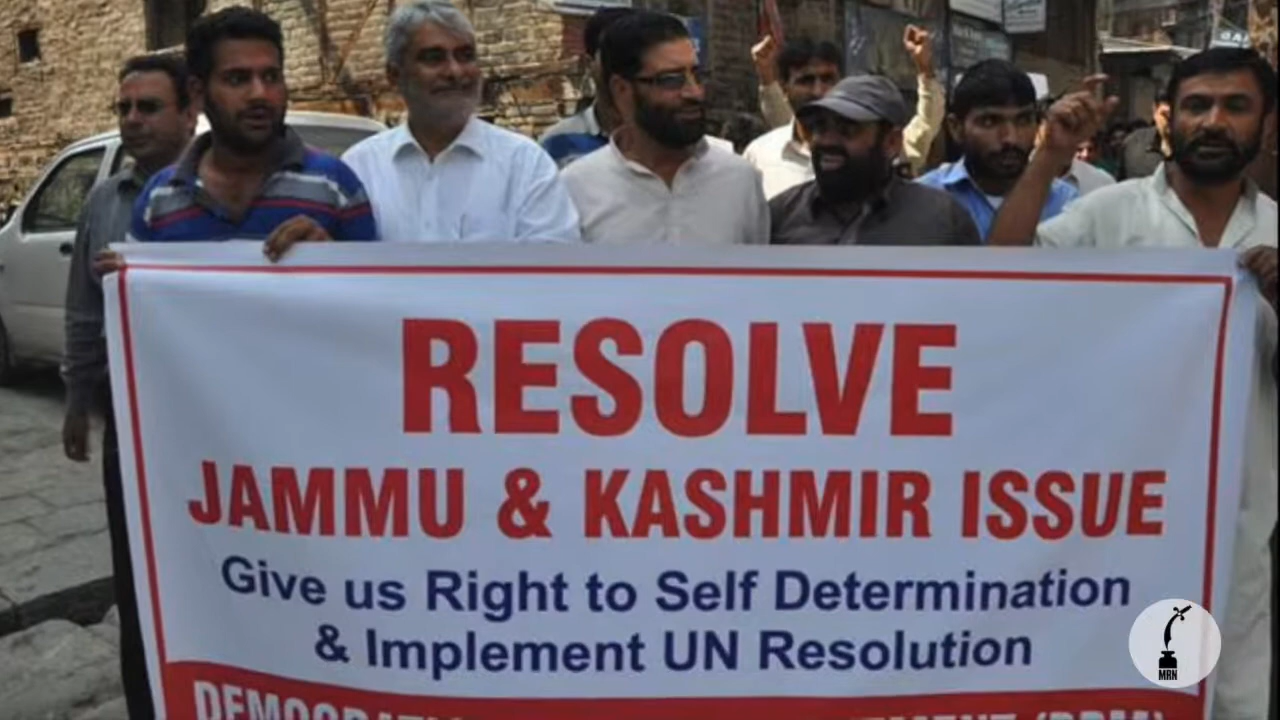 RESOLVE
JAMMU & KASHMIR ISSUE
Give us Right to Self Determination
& Implement UN Resolution
MRN